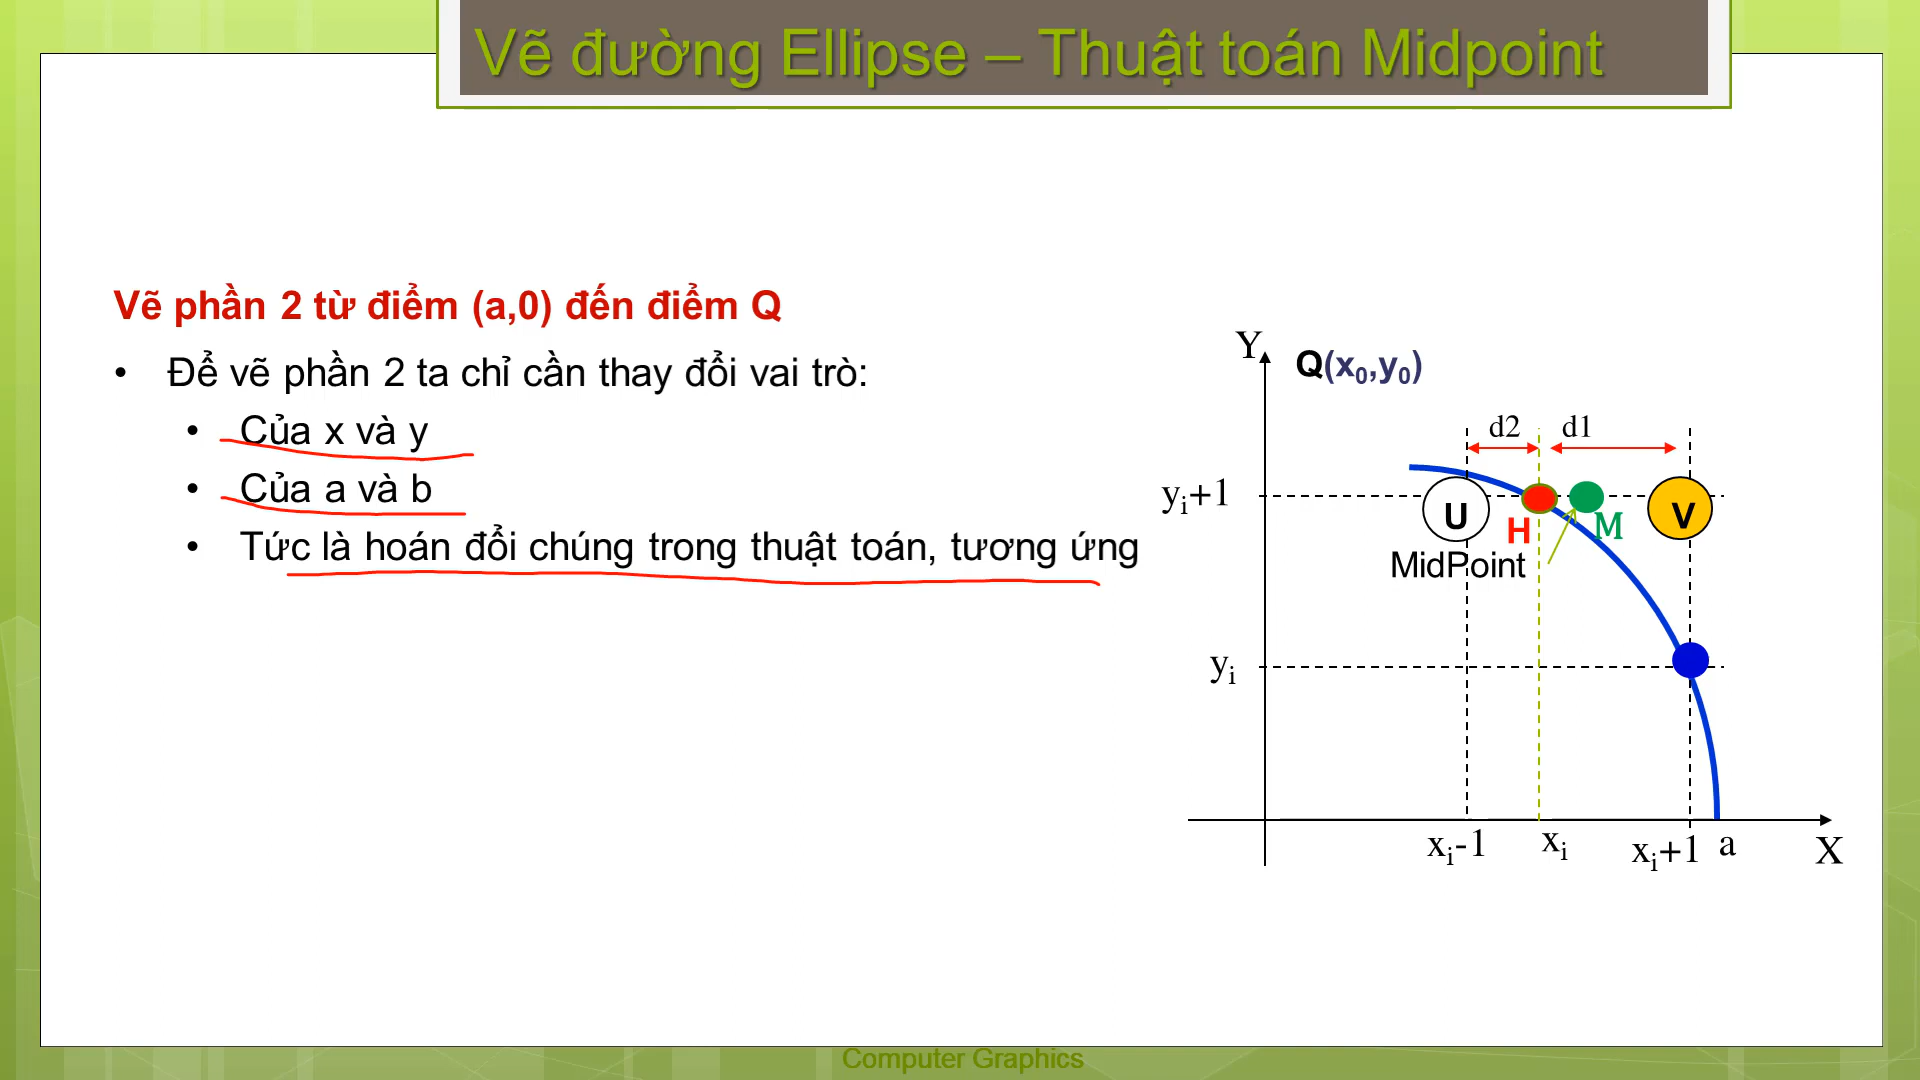 Vẽ đường Ellipse – Thuật toán Midpoint
Vẽ phần 2 từ điểm (a,0) đến điểm Q
• Để vẽ phần 2 ta chỉ cần thay đổi vai trò:
• Của x và y
• Của a và b
• Tức là hoán đổi chúng trong thuật toán, tương ứng
Y
Q(x₀,y₀)
d2 d1
yᵢ+1
U H M V
MidPoint
yᵢ
xᵢ-1 xᵢ xᵢ+1 a X
Computer Graphics